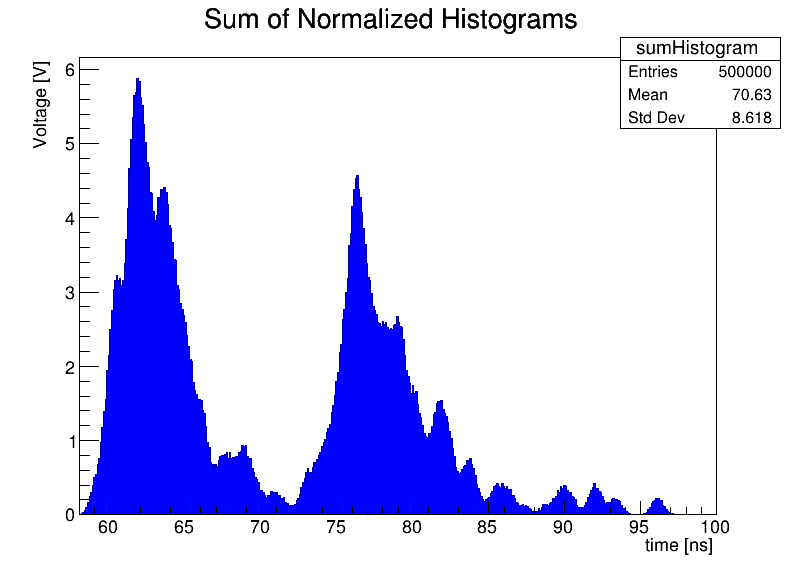 Sum of Normalized Histograms
sumHistogram
Entries 500000
Mean 70.63
Std Dev 8.618
Voltage [V]
6
5
4
3
2
1
0
60 65 70 75 80 85 90 95 100
time [ns]